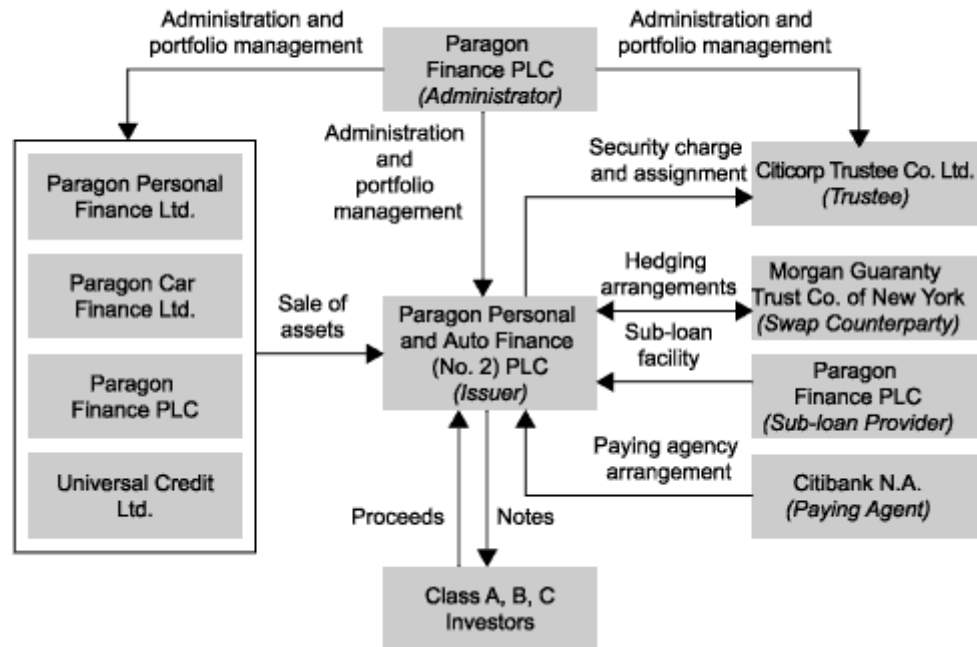 Administration and
portfolio management
Paragon
Finance PLC
(Administrator)
Administration and
portfolio management
Administration
and
portfolio
management
Security charge
and assignment
Citicorp Trustee Co. Ltd.
(Trustee)
Paragon Personal
Finance Ltd.
Paragon Car
Finance Ltd.
Paragon
Finance PLC
Universal Credit
Ltd.
Sale of
assets
Paragon Personal
and Auto Finance
(No. 2) PLC
(Issuer)
Hedging
arrangements
Morgan Guaranty
Trust Co. of New York
(Swap Counterparty)
Sub-loan
facility
Paragon
Finance PLC
(Sub-loan Provider)
Paying agency
arrangement
Citibank N.A.
(Paying Agent)
Proceeds
Notes
Class A, B, C
Investors